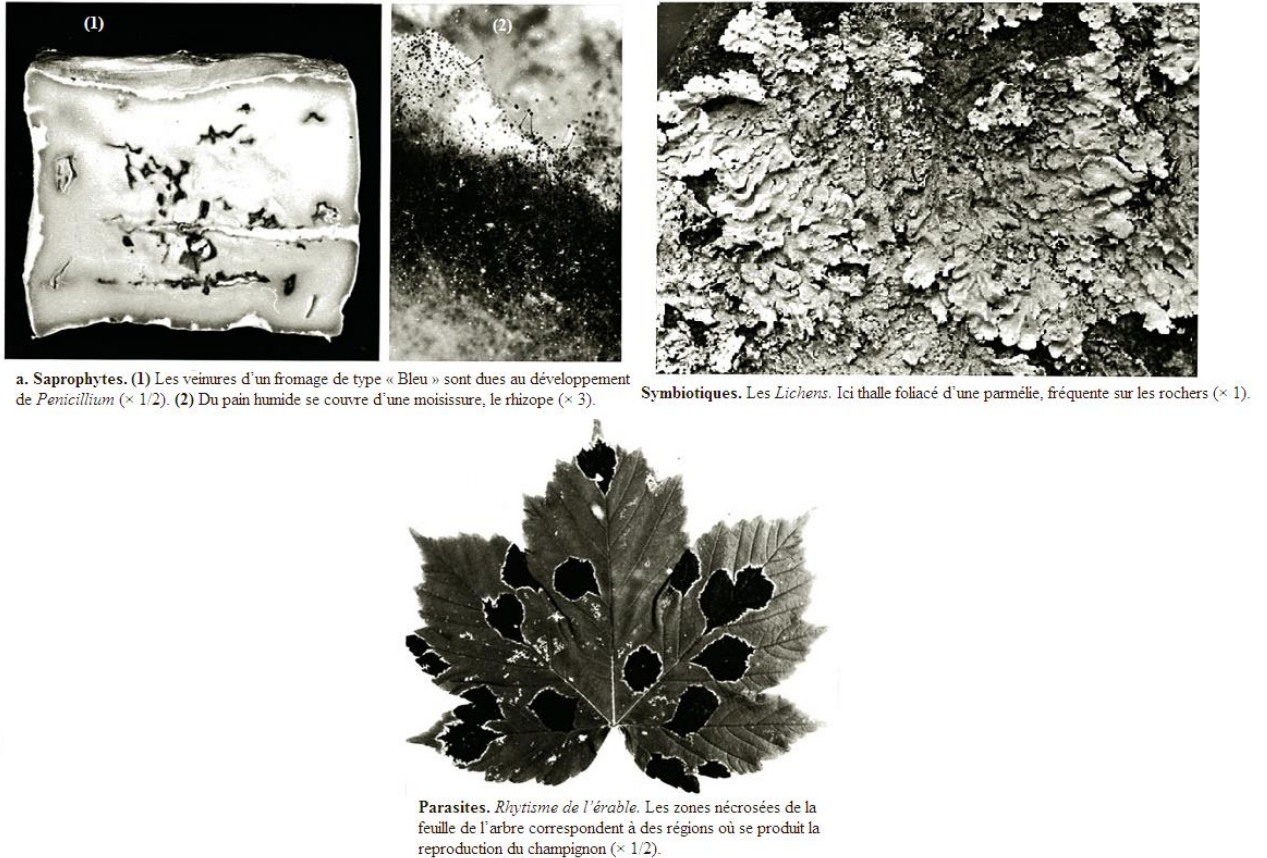 (1)
(2)
a. Saprophytes. (1) Les veinures d’un fromage de type « Bleu » sont dues au développement
de Penicillium (× 1/2). (2) Du pain humide se couvre d’une moisissure, le rhizope (× 3).
Symbiotiques. Les Lichens. Ici thalle foliacé d’une parmélie, fréquente sur les rochers (× 1).
Parasites. Rhytisme de l’érable. Les zones nécrosées de la
feuille de l’arbre correspondent à des régions où se produit la
reproduction du champignon (× 1/2).